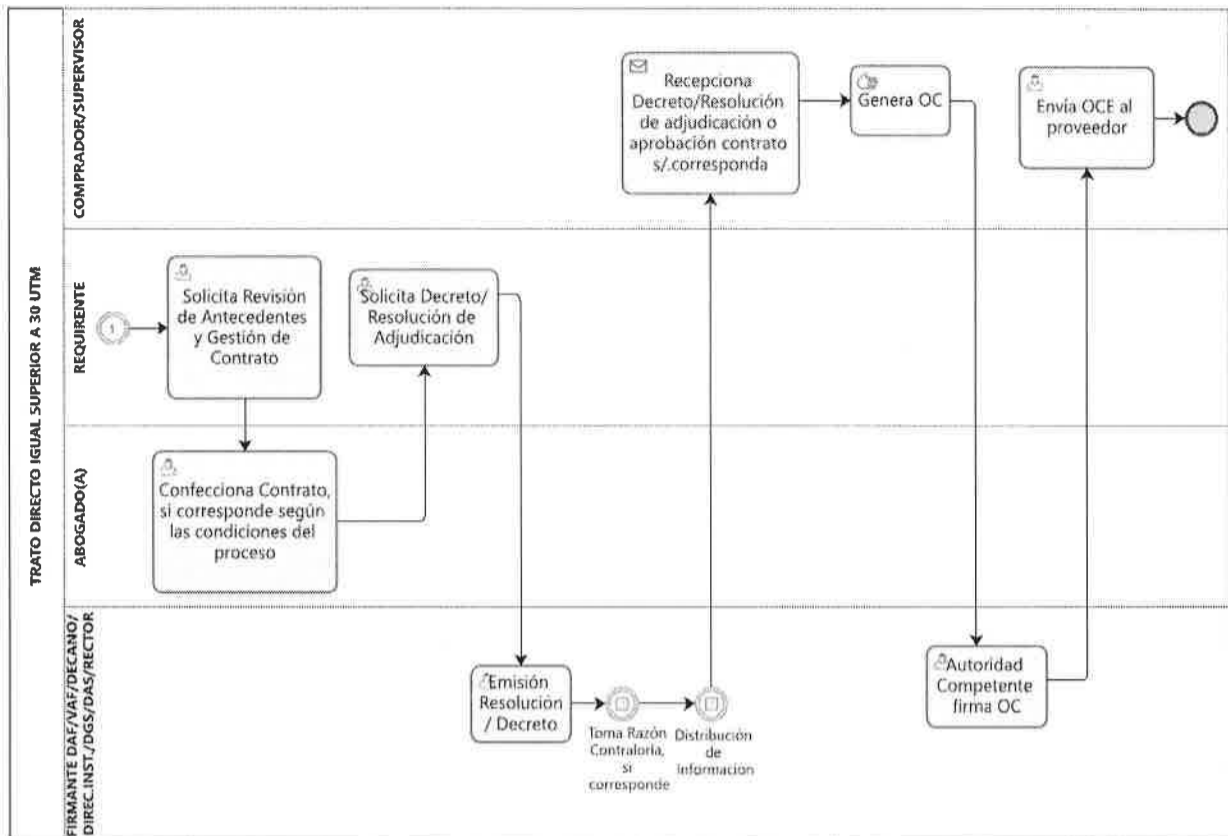 TRATO DIRECTO IGUAL SUPERIOR A 30 UTM
COMPRADOR/SUPERVISOR
Recepciona
Decreto/Resolución
de adjudicación o
aprobación contrato
s/.corresponda
Genera OC
Envía OCE al
proveedor
REQUIRENTE
1
Solicita Revisión
de Antecedentes
y Gestión de
Contrato
Solicita Decreto/
Resolución de
Adjudicación
ABOGADO(A)
Confecciona Contrato,
si corresponde según
las condiciones del
proceso
FIRMANTE DAF/VAF/DECANO/
DIREC.INST./DGS/DAS/RECTOR
Emisión
Resolución
/ Decreto
Toma Razón
Contraloría,
si
corresponde
Distribución
de
Información
Autoridad
Competente
firma OC